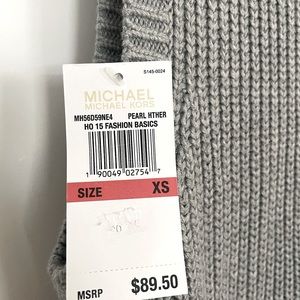 S145-0024
MICHAEL
MICHAEL KORS
MH56D59NE4 PEARL HTHER
HO 15 FASHION BASICS
1 90049 02754 7
SIZE XS
MSRP $89.50